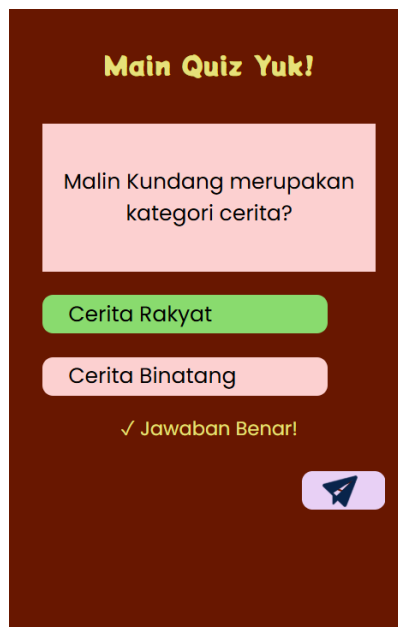 Main Quiz Yuk!
Malin Kundang merupakan
kategori cerita?
Cerita Rakyat
Cerita Binatang
✓ Jawaban Benar!